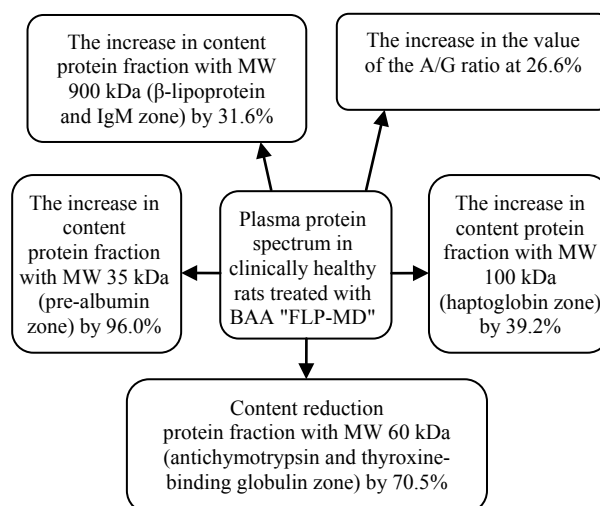 The increase in content
protein fraction with MW
900 kDa (β-lipoprotein
and IgM zone) by 31.6%
The increase in the value
of the A/G ratio at 26.6%
The increase in
content
protein fraction
with MW 35 kDa
(pre-albumin
zone) by 96.0%
Plasma protein
spectrum in
clinically healthy
rats treated with
BAA "FLP-MD"
The increase in
content protein
fraction with MW
100 kDa
(haptoglobin zone)
by 39.2%
Content reduction
protein fraction with MW 60 kDa
(antichymotrypsin and thyroxine-
binding globulin zone) by 70.5%